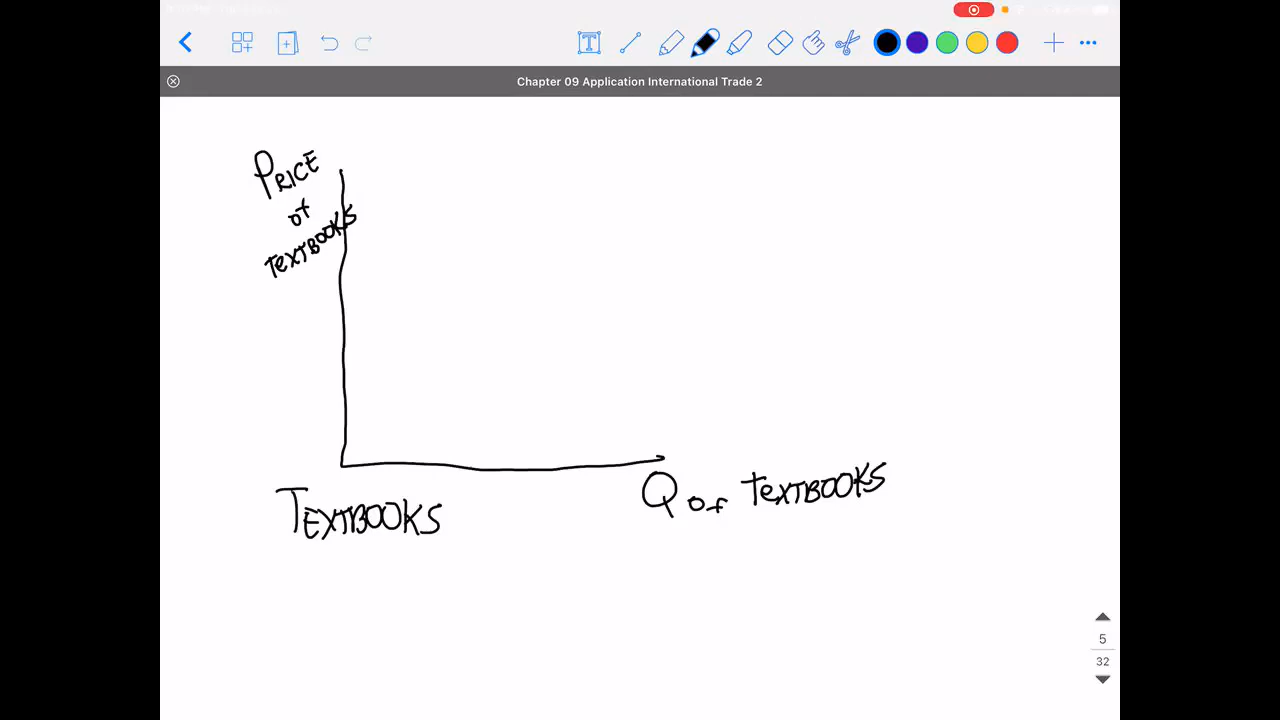 Chapter 09 Application International Trade 2
PRICE
of
TEXTBOOKS
TEXTBOOKS
Q of TEXTBOOKS
5
32